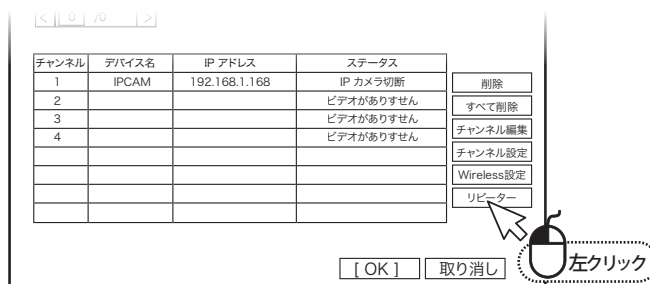 < 0 /0 >
チャンネル デバイス名 IP アドレス ステータス
1 IPCAM 192.168.1.168 IP カメラ切断
2 ビデオがありすせん
3 ビデオがありすせん
4 ビデオがありすせん
削除
すべて削除
チャンネル編集
チャンネル設定
Wireless設定
リピーター
[ OK ] 取り消し
左クリック